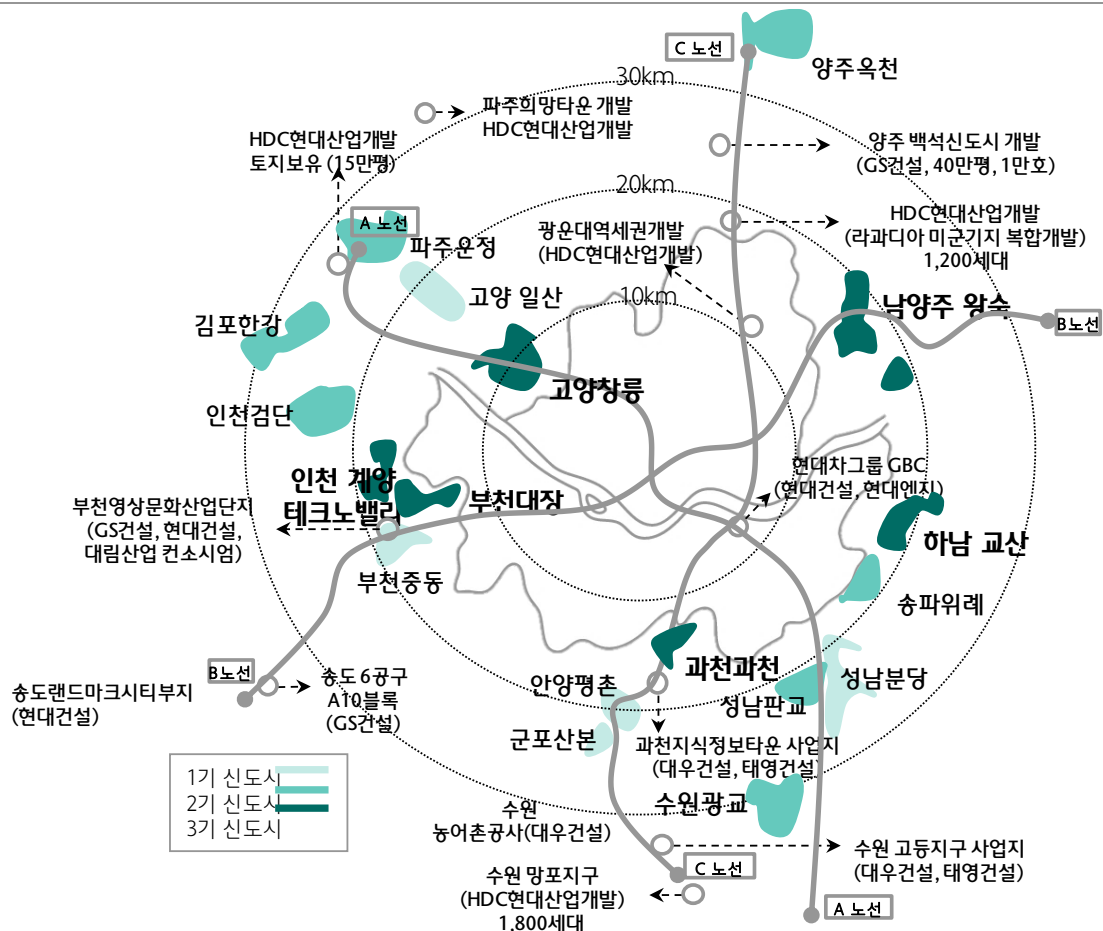 C 노선
양주옥천
30km
파주희망타운 개발
HDC현대산업개발
HDC현대산업개발
토지보유 (15만평)
양주 백석신도시 개발
(GS건설, 40만평, 1만호)
20km
A 노선
파주운정
광운대역세권개발
(HDC현대산업개발)
HDC현대산업개발
(라과디아 미군기지 복합개발)
1,200세대
고양 일산
10km
남양주 왕숙
B노선
김포한강
고양창릉
인천검단
인천 계양
테크노밸리
부천대장
현대차그룹 GBC
(현대건설, 현대엔지)
부천영상문화산업단지
(GS건설, 현대건설,
대림산업 컨소시엄)
하남 교산
부천중동
송파위례
B노선
송도랜드마크시티부지
(현대건설)
송도 6공구
A10블록
(GS건설)
안양평촌
과천과천
성남판교
성남분당
군포산본
과천지식정보타운 사업지
(대우건설, 태영건설)
1기 신도시
2기 신도시
3기 신도시
수원광교
수원
농어촌공사(대우건설)
수원 고등지구 사업지
(대우건설, 태영건설)
C 노선
수원 망포지구
(HDC현대산업개발)
1,800세대
A 노선